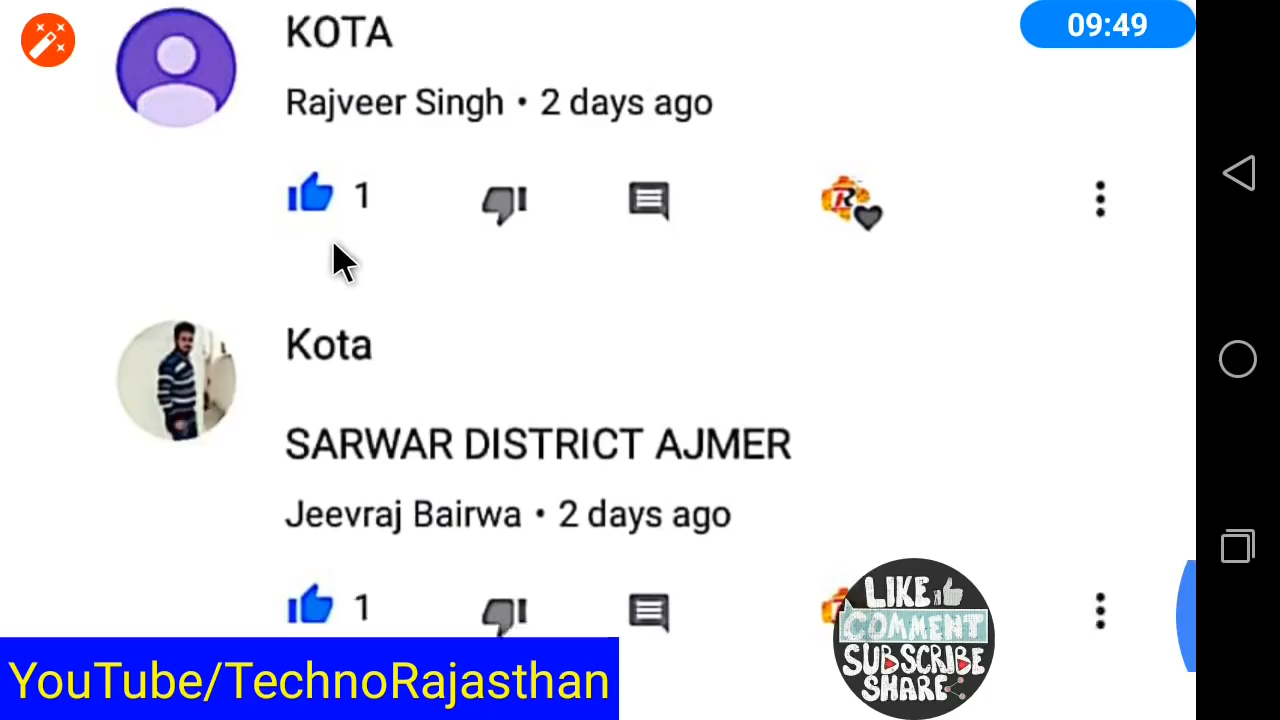 KOTA
09:49
Rajveer Singh • 2 days ago
1
R
Kota
SARWAR DISTRICT AJMER
Jeevraj Bairwa • 2 days ago
1
LIKE
COMMENT
SUBSCRIBE
SHARE
YouTube/TechnoRajasthan